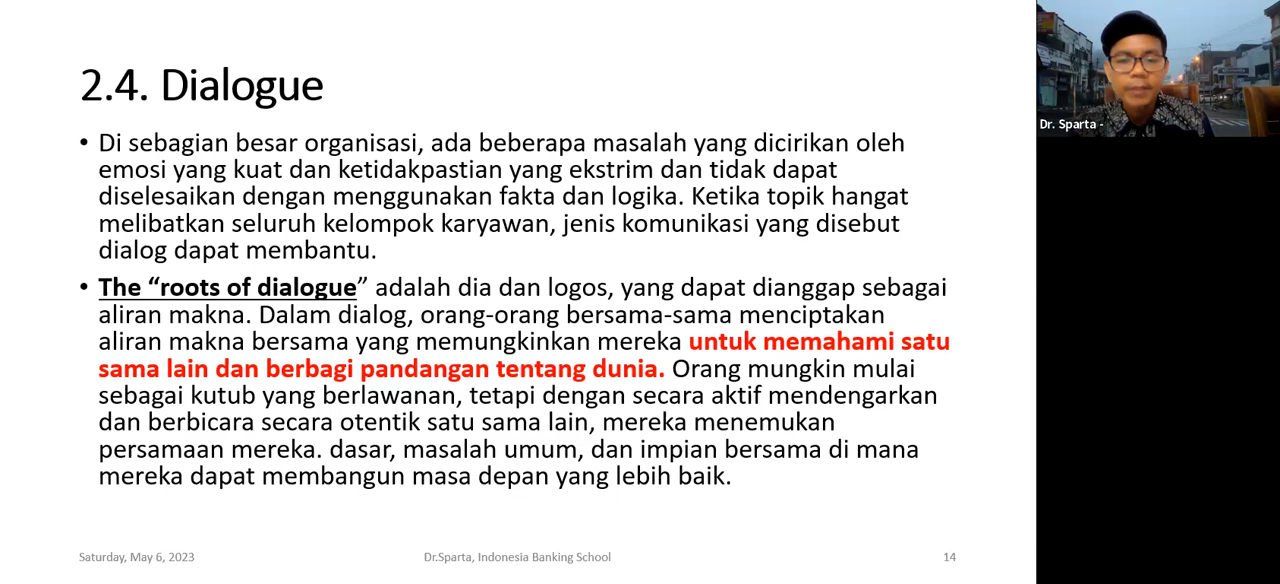 2.4. Dialogue
• Di sebagian besar organisasi, ada beberapa masalah yang dicirikan oleh
emosi yang kuat dan ketidakpastian yang ekstrim dan tidak dapat
diselesaikan dengan menggunakan fakta dan logika. Ketika topik hangat
melibatkan seluruh kelompok karyawan, jenis komunikasi yang disebut
dialog dapat membantu.
• The “roots of dialogue” adalah dia dan logos, yang dapat dianggap sebagai
aliran makna. Dalam dialog, orang-orang bersama-sama menciptakan
aliran makna bersama yang memungkinkan mereka untuk memahami satu
sama lain dan berbagi pandangan tentang dunia. Orang mungkin mulai
sebagai kutub yang berlawanan, tetapi dengan secara aktif mendengarkan
dan berbicara secara otentik satu sama lain, mereka menemukan
persamaan mereka. dasar, masalah umum, dan impian bersama di mana
mereka dapat membangun masa depan yang lebih baik.
Saturday, May 6, 2023
Dr.Sparta, Indonesia Banking School
14
Dr. Sparta -